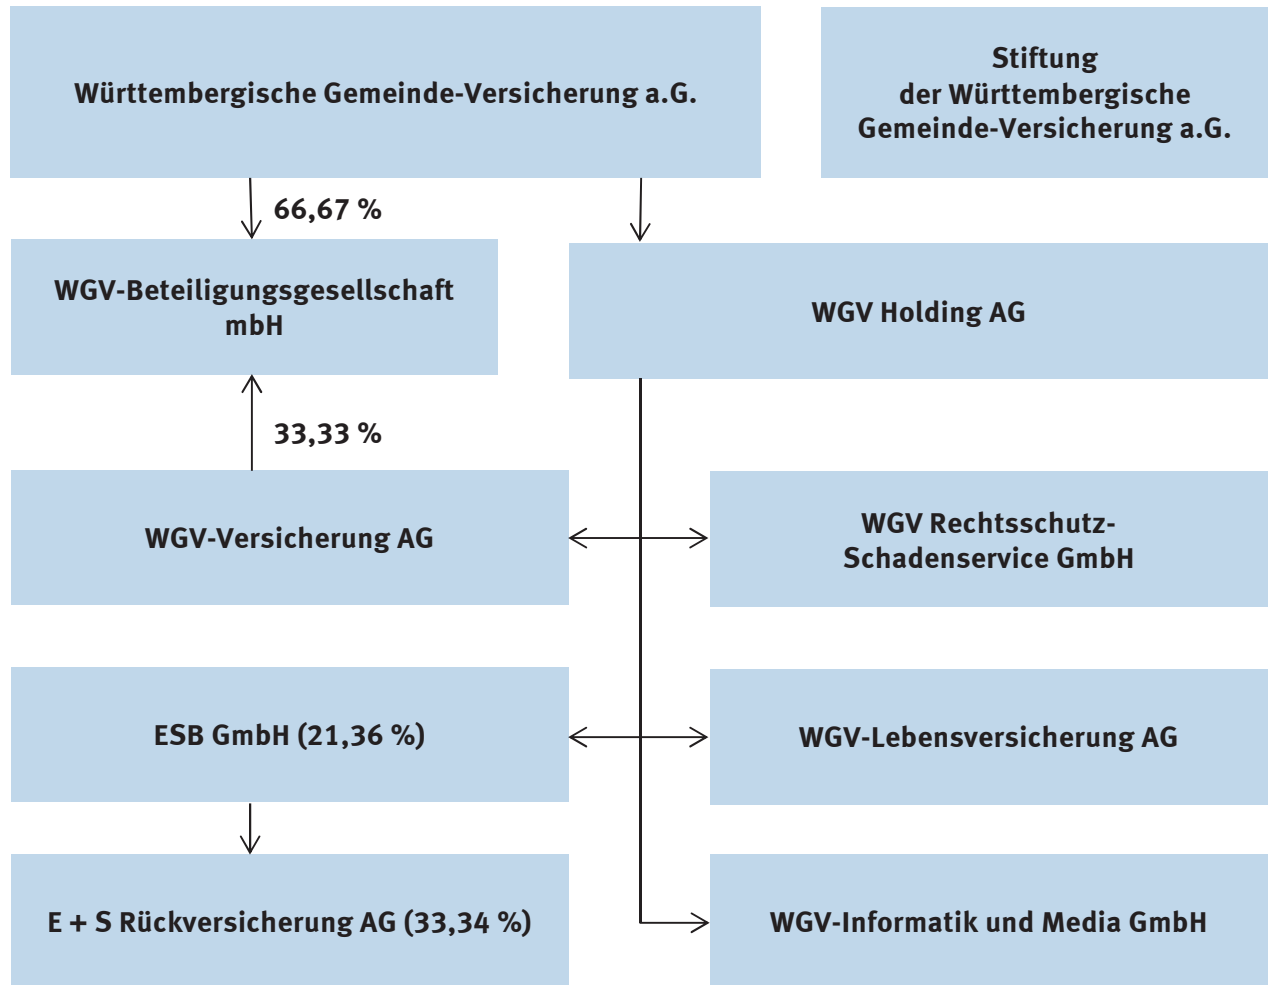 Württembergische Gemeinde-Versicherung a.G.
Stiftung
der Württembergische
Gemeinde-Versicherung a.G.
66,67 %
WGV-Beteiligungsgesellschaft
mbH
WGV Holding AG
33,33 %
WGV-Versicherung AG
WGV Rechtsschutz-
Schadenservice GmbH
ESB GmbH (21,36 %)
WGV-Lebensversicherung AG
E + S Rückversicherung AG (33,34 %)
WGV-Informatik und Media GmbH